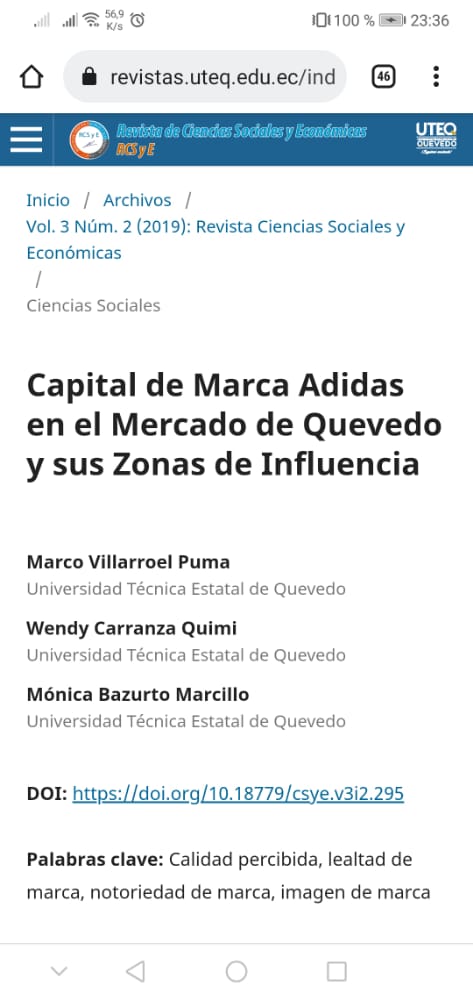 56,9
K/s
100 %
23:36
revistas.uteq.edu.ec/ind
46
RCS y E
Revista de Ciencias Sociales y Económicas
RCS y E
UTEQ
QUEVEDO
Inicio / Archivos /
Vol. 3 Núm. 2 (2019): Revista Ciencias Sociales y
Económicas
/
Ciencias Sociales
Capital de Marca Adidas
en el Mercado de Quevedo
y sus Zonas de Influencia
Marco Villarroel Puma
Universidad Técnica Estatal de Quevedo
Wendy Carranza Quimi
Universidad Técnica Estatal de Quevedo
Mónica Bazurto Marcillo
Universidad Técnica Estatal de Quevedo
DOI: https://doi.org/10.18779/csye.v3i2.295
Palabras clave: Calidad percibida, lealtad de
marca, notoriedad de marca, imagen de marca